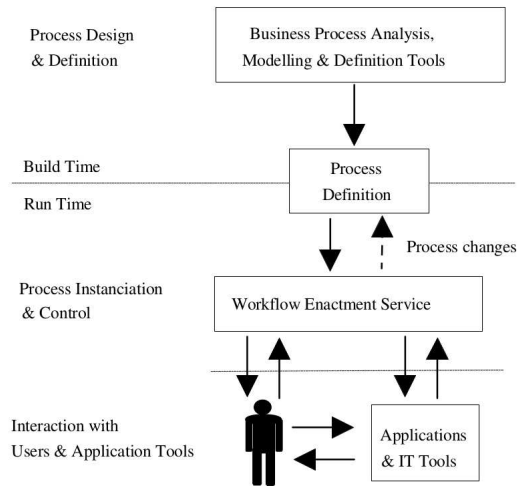 Process Design
& Definition
Business Process Analysis,
Modelling & Definition Tools
Build Time
Process
Definition
Run Time
Process changes
Process Instanciation
& Control
Workflow Enactment Service
Interaction with
Users & Application Tools
Applications
& IT Tools